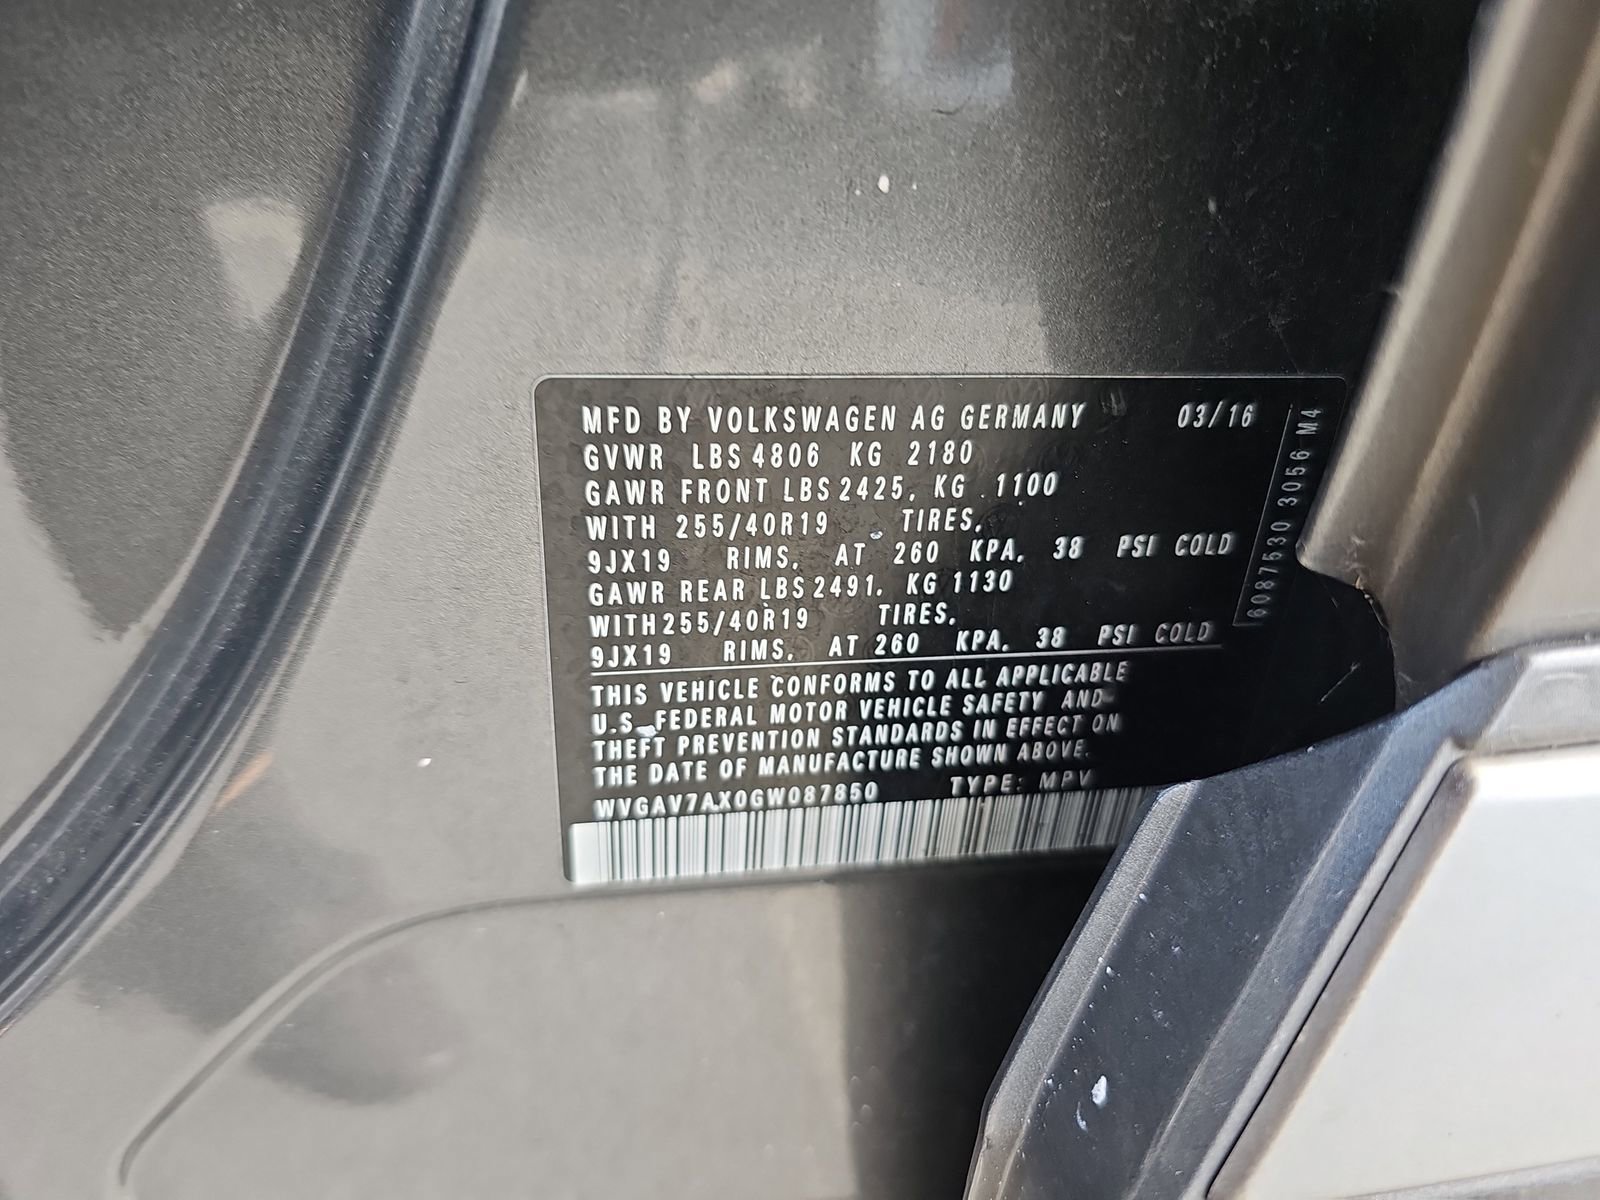 MFD BY VOLKSWAGEN AG GERMANY 03/16
GVWR LBS 4806 KG 2180
GAWR FRONT LBS 2425, KG 1100
WITH 255/40R19 TIRES,
9JX19 RIMS, AT 260 KPA, 38 PSI COLD
GAWR REAR LBS 2491, KG 1130
WITH 255/40R19 TIRES,
9JX19 RIMS, AT 260 KPA, 38 PSI COLD
THIS VEHICLE CONFORMS TO ALL APPLICABLE
U.S. FEDERAL MOTOR VEHICLE SAFETY AND
THEFT PREVENTION STANDARDS IN EFFECT ON
THE DATE OF MANUFACTURE SHOWN ABOVE.
WVGAV7AX0GW087850 TYPE: MPV
6087530 3056 M4